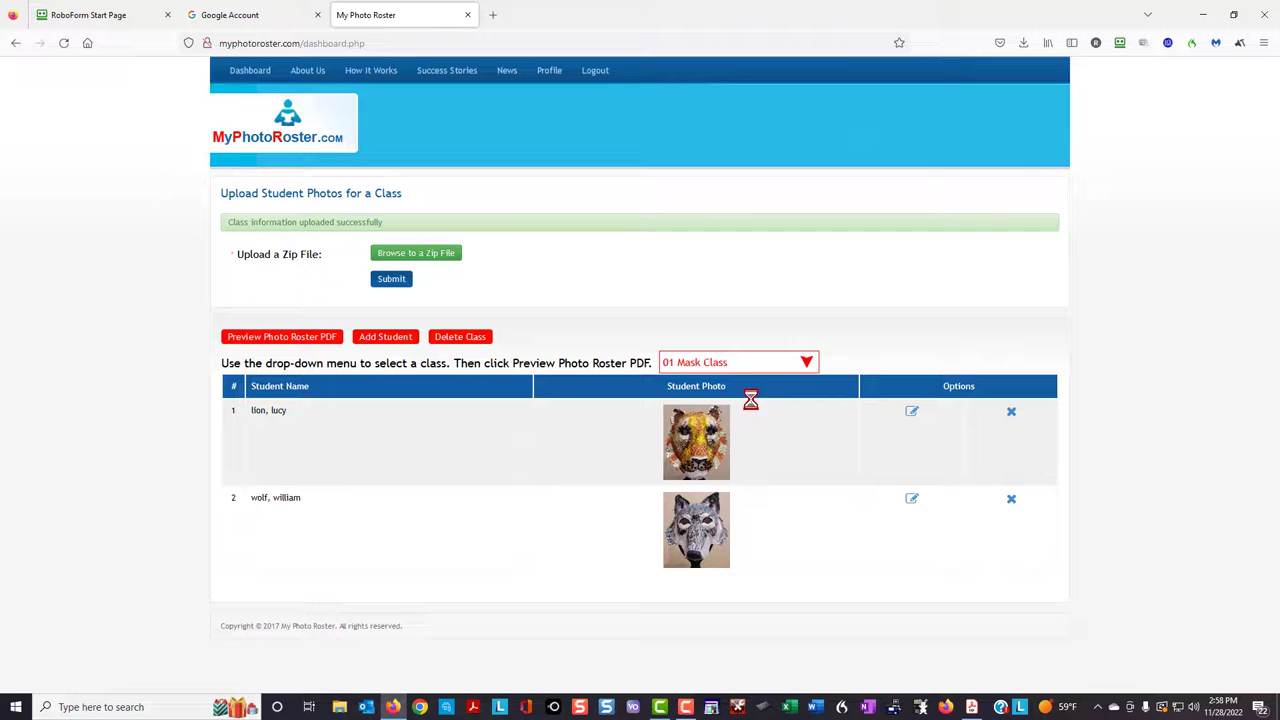 RoboForm Start Page
Google Account
My Photo Roster
myphotoroster.com/dashboard.php
Dashboard About Us How It Works Success Stories News Profile Logout
MyPhotoRoster.COM
Upload Student Photos for a Class
Class information uploaded successfully
* Upload a Zip File: Browse to a Zip File
Submit
Preview Photo Roster PDF Add Student Delete Class
Use the drop-down menu to select a class. Then click Preview Photo Roster PDF. 01 Mask Class
# Student Name Student Photo Options
1 lion, lucy
2 wolf, william
Copyright © 2017 My Photo Roster. All rights reserved.
Type here to search
59°F
2:58 PM
11/28/2022